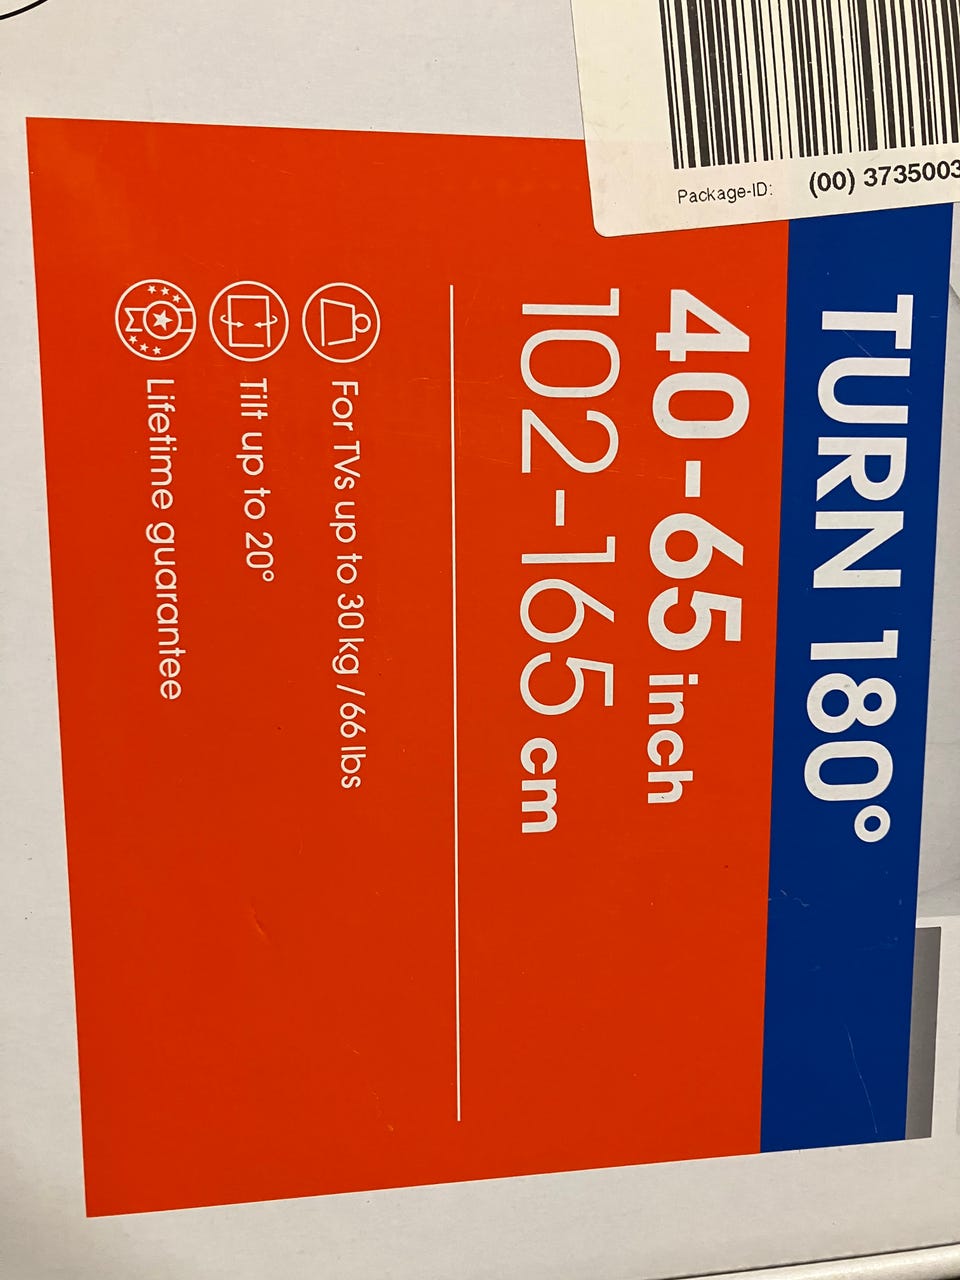 Package-ID: (00) 3735003
TURN 180°
40-65 inch
102-165 cm
For TVs up to 30 kg / 66 lbs
Tilt up to 20°
Lifetime guarantee